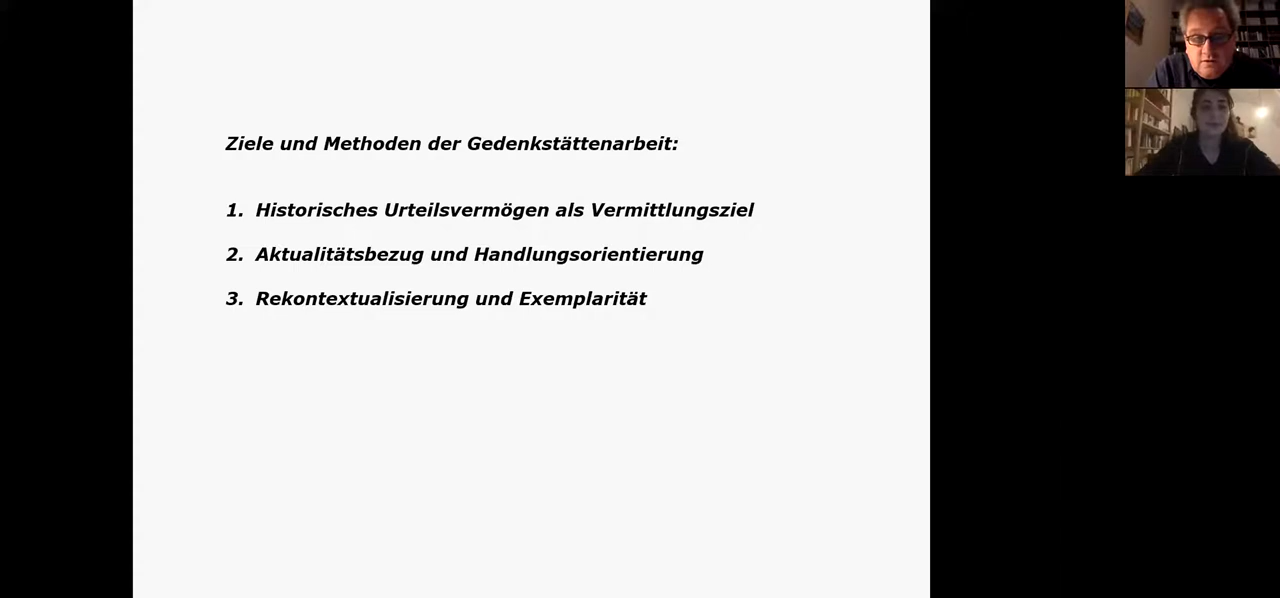 Ziele und Methoden der Gedenkstättenarbeit:
1. Historisches Urteilsvermögen als Vermittlungsziel
2. Aktualitätsbezug und Handlungsorientierung
3. Rekontextualisierung und Exemplarität